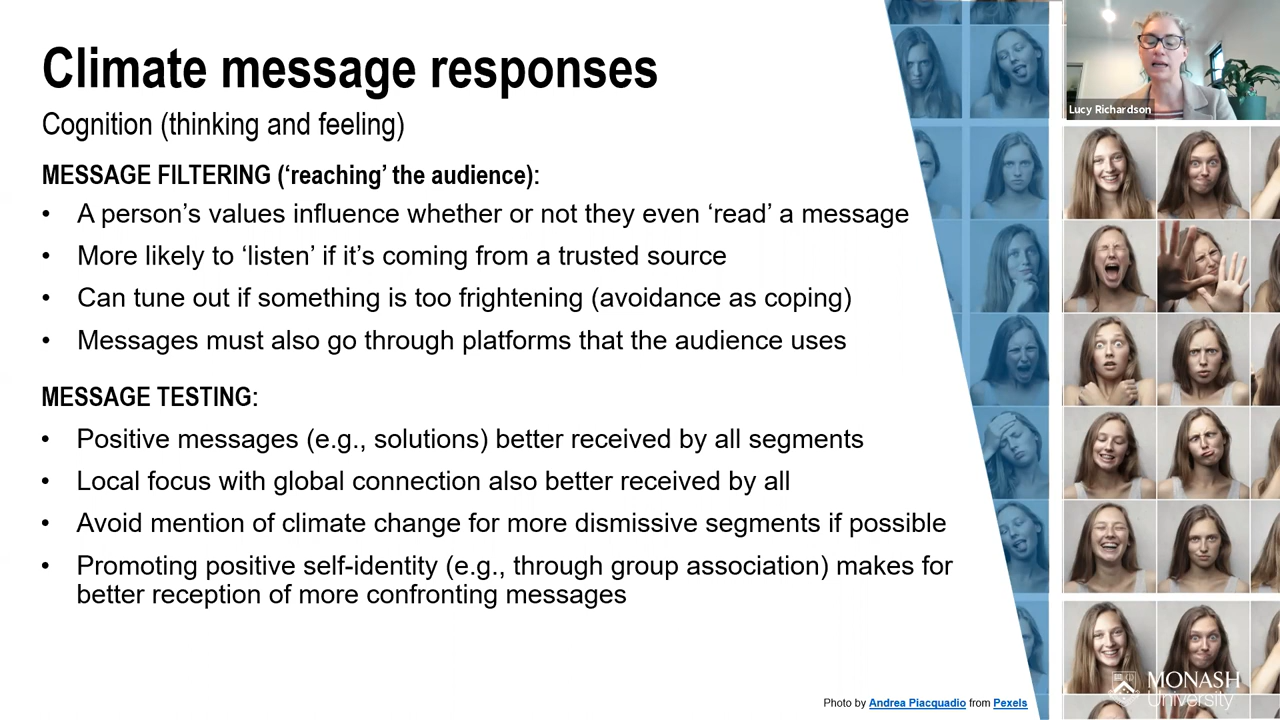 Climate message responses
Cognition (thinking and feeling)
MESSAGE FILTERING (‘reaching’ the audience):
• A person’s values influence whether or not they even ‘read’ a message
• More likely to ‘listen’ if it’s coming from a trusted source
• Can tune out if something is too frightening (avoidance as coping)
• Messages must also go through platforms that the audience uses
MESSAGE TESTING:
• Positive messages (e.g., solutions) better received by all segments
• Local focus with global connection also better received by all
• Avoid mention of climate change for more dismissive segments if possible
• Promoting positive self-identity (e.g., through group association) makes for
better reception of more confronting messages
Photo by Andrea Piacquadio from Pexels
Lucy Richardson
MONASH
University